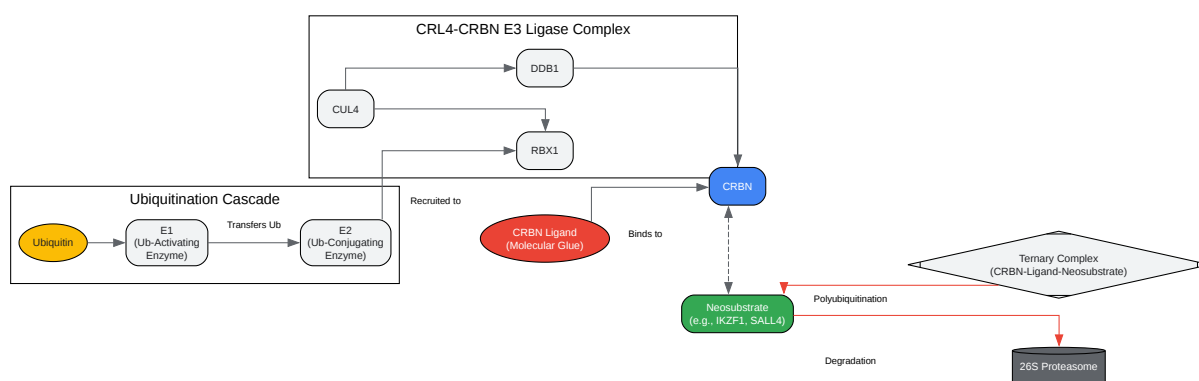 CRL4-CRBN E3 Ligase Complex
DDB1
CUL4
RBX1
CRBN
Ubiquitination Cascade
Recruited to
E1
(Ub-Activating
Enzyme)
Transfers Ub
E2
(Ub-Conjugating
Enzyme)
Ubiquitin
CRBN Ligand
(Molecular Glue)
Binds to
Ternary Complex
(CRBN-Ligand-Neosubstrate)
Neosubstrate
(e.g., IKZF1, SALL4)
Polyubiquitination
Degradation
26S Proteasome